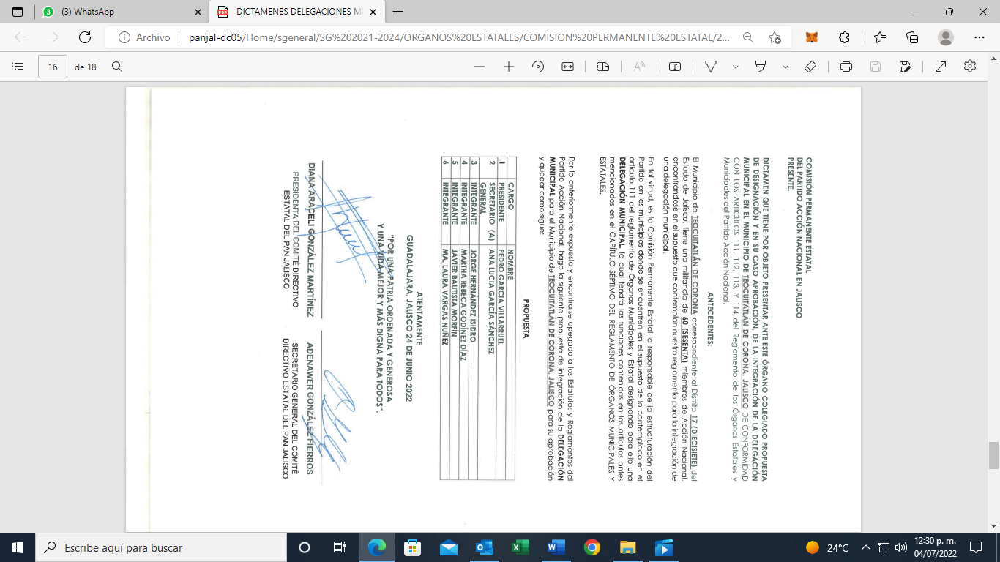 (3) WhatsApp
DICTAMENES DELEGACIONES M
Archivo
panjal-dc05/Home/sgeneral/SG%202021-2024/ORGANOS%20ESTATALES/COMISION%20PERMANENTE%20ESTATAL/2...
16 de 18
COMISIÓN PERMANENTE ESTATAL
DEL PARTIDO ACCIÓN NACIONAL EN JALISCO
PRESENTE.
DICTAMEN QUE TIENE POR OBJETO PRESENTAR ANTE ESTE ÓRGANO COLEGIADO PROPUESTA
DE DESIGNACIÓN Y EN SU CASO APROBACIÓN, DE LA INTEGRACIÓN DE LA DELEGACIÓN
MUNICIPAL EN EL MUNICIPIO DE TEOCUITATLÁN DE CORONA, JALISCO DE CONFORMIDAD
CON LOS ARTICULOS 111, 112, 113, Y 114 del Reglamento de los Órganos Estatales y
Municipales del Partido Acción Nacional.
ANTECEDENTES:
El Municipio de TEOCUITATLÁN DE CORONA correspondiente al Distrito 17 (DIECISIETE) del
Estado de Jalisco, tiene una militancia de 60 (SESENTA) miembros de Acción Nacional,
encontrándose en el supuesto que contemplan nuestro reglamento para la integración de
una delegación municipal.
En tal virtud, es la Comisión Permanente Estatal la responsable de la estructuración del
Partido en los municipios donde se encuentren en el supuesto de lo contemplado en el
artículo 111 del reglamento de Órganos Municipales y Estatal designando para ello una
DELEGACIÓN MUNICIPAL, la cual tendrá las funciones contenidas en los artículos antes
mencionados en el CAPÍTULO SÉPTIMO DEL REGLAMENTO DE ÓRGANOS MUNICIPALES Y
ESTATALES.
Por lo anteriormente expuesto y encontrarse apegado a los Estatutos y Reglamentos del
Partido Acción Nacional, hago la siguiente propuesta de integración de la DELEGACIÓN
MUNICIPAL para el Municipio de TEOCUITATLÁN DE CORONA, JALISCO para su aprobación
y quedar como sigue:
PROPUESTA
CARGO NOMBRE
1 PRESIDENTE PEDRO GARCIA VILLARRUEL
2 SECRETARIO (A) GENERAL ANA LUCIA GARCÍA SÁNCHEZ
3 INTEGRANTE JORGE HERNÁNDEZ ISIDRO
4 INTEGRANTE MARTHA REBECA GODÍNEZ DÍAZ
5 INTEGRANTE JAVIER BAUTISTA MORFÍN
6 INTEGRANTE MA. LAURA VARGAS NUÑEZ
ATENTAMENTE
GUADALAJARA, JALISCO 24 DE JUNIO 2022
"POR UNA PATRIA ORDENADA Y GENEROSA
Y UNA VIDA MEJOR Y MÁS DIGNA PARA TODOS".
DIANA ARACELI GONZÁLEZ MARTÍNEZ
PRESIDENTA DEL COMITÉ DIRECTIVO
ESTATAL DEL PAN JALISCO
ADENAWER GONZÁLEZ FIERROS
SECRETARIO GENERAL DEL COMITÉ
DIRECTIVO ESTATAL DEL PAN JALISCO
Escribe aquí para buscar
24°C
12:30 p. m.
04/07/2022